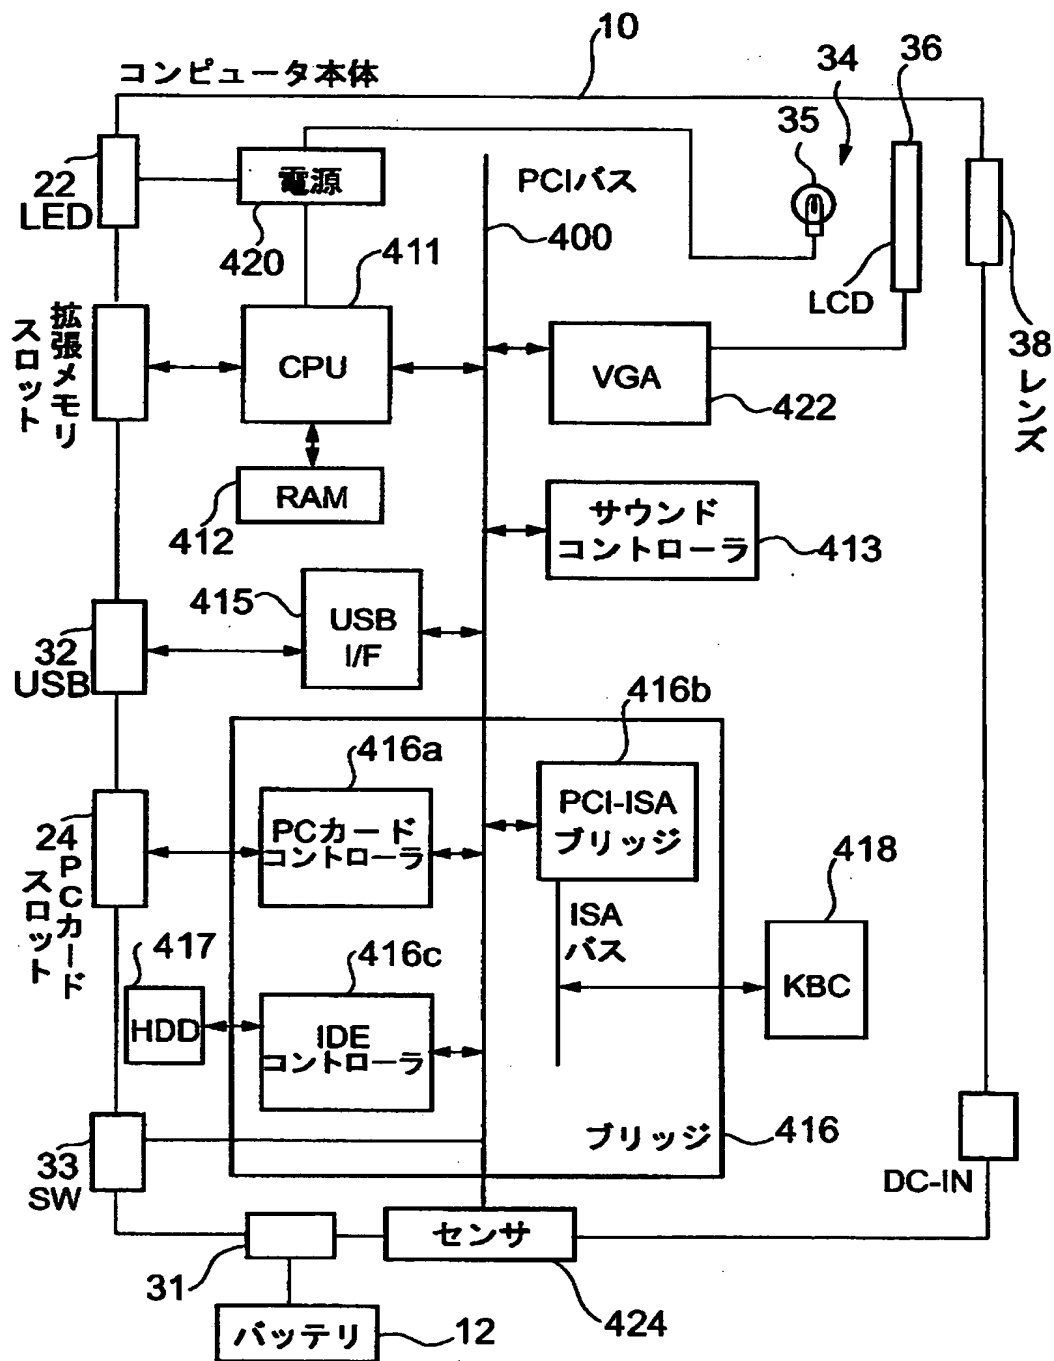 10
コンピュータ本体
34
36
35
22
LED
電源
420
PCIバス
400
411
LCD
38
レンズ
拡張メモリ
スロット
CPU
VGA
422
RAM
412
サウンド
コントローラ
413
415
USB
I/F
32
USB
416b
416a
PCI-ISA
ブリッジ
24
PCカード
スロット
PCカード
コントローラ
418
ISA
バス
417
416c
KBC
HDD
IDE
コントローラ
ブリッジ
416
33
SW
DC-IN
センサ
31
424
バッテリ
12